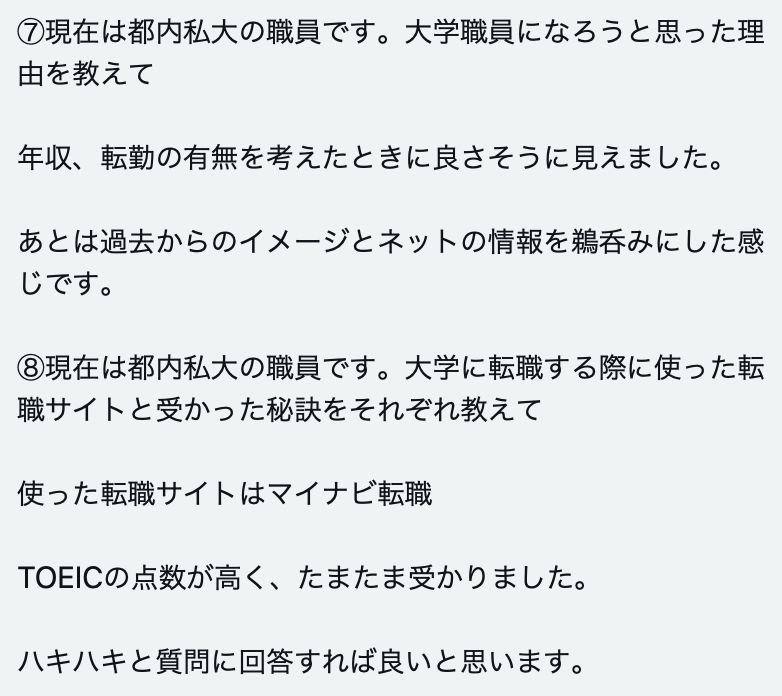 ⑦現在は都内私大の職員です。大学職員になろうと思った理
由を教えて
年収、転勤の有無を考えたときに良さそうに見えました。
あとは過去からのイメージとネットの情報を鵜呑みにした感
じです。
⑧現在は都内私大の職員です。大学に転職する際に使った転
職サイトと受かった秘訣をそれぞれ教えて
使った転職サイトはマイナビ転職
TOEICの点数が高く、たまたま受かりました。
ハキハキと質問に回答すれば良いと思います。